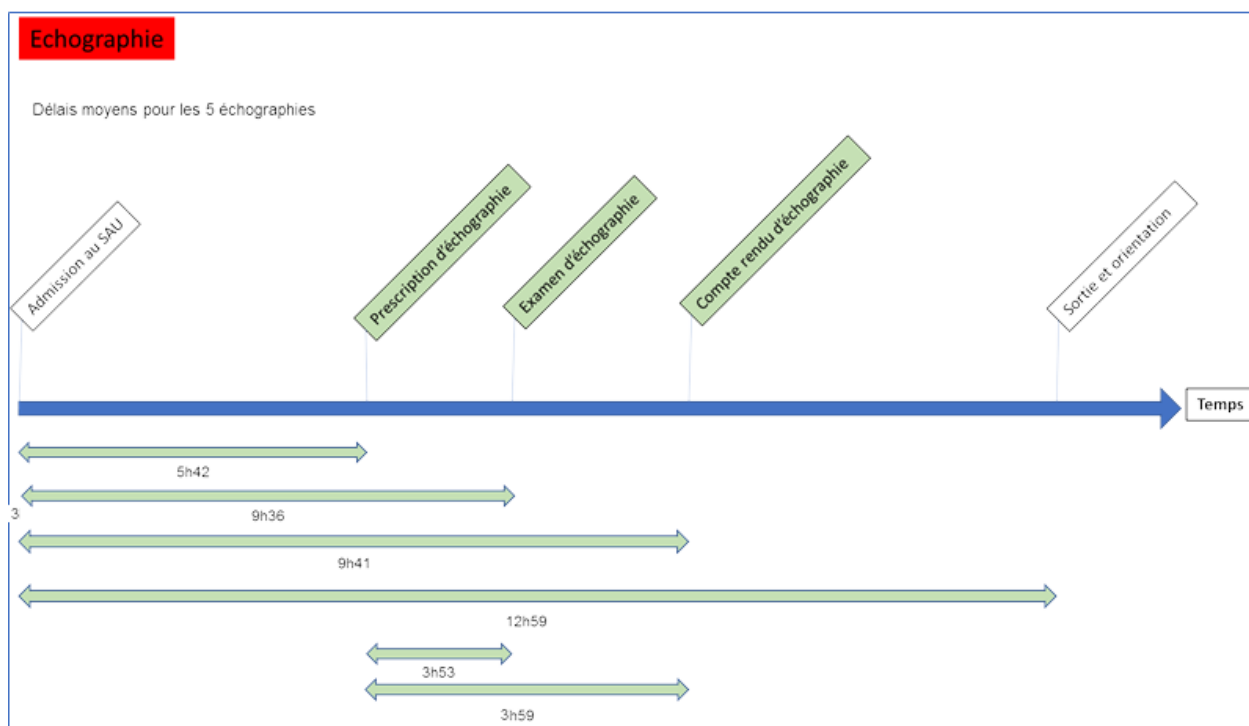 Echographie
Délais moyens pour les 5 échographies
Admission au SAU
Prescription d'échographie
Examen d'échographie
Compte rendu d'échographie
Sortie et orientation
Temps
5h42
3
9h36
9h41
12h59
3h53
3h59